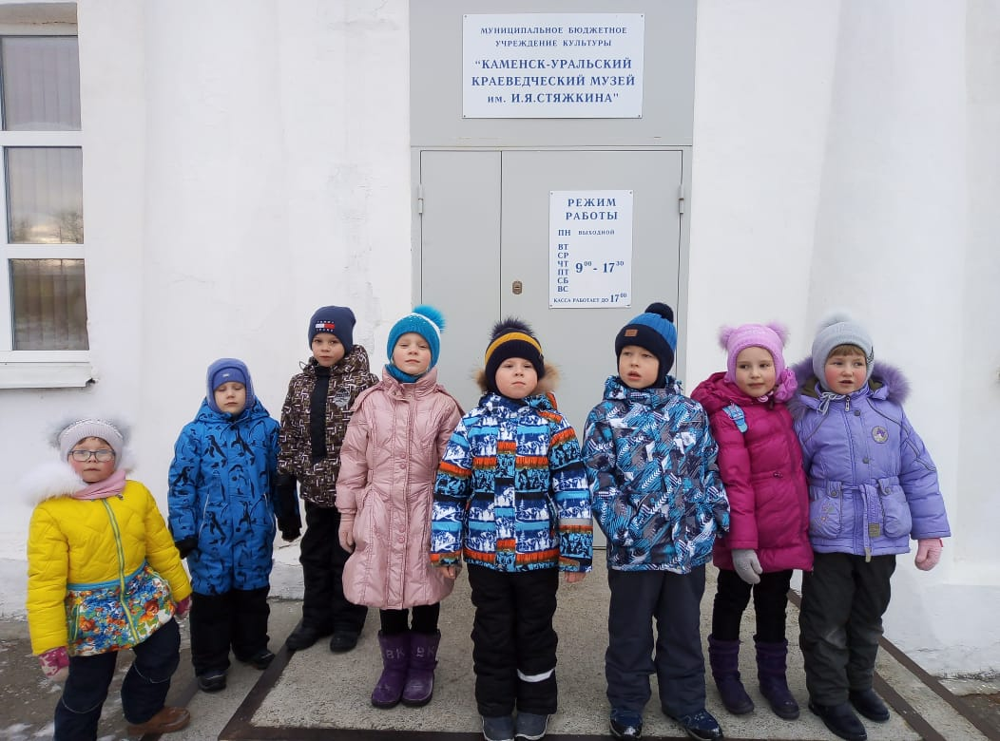 МУНИЦИПАЛЬНОЕ БЮДЖЕТНОЕ
УЧРЕЖДЕНИЕ КУЛЬТУРЫ
"КАМЕНСК-УРАЛЬСКИЙ
КРАЕВЕДЧЕСКИЙ МУЗЕЙ
ИМ. И.Я.СТЯЖКИНА"
РЕЖИМ
РАБОТЫ
ПН ВЫХОДНОЙ
ВТ
СР
ЧТ 9⁰⁰ - 17³⁰
ПТ
СБ
ВС
КАССА РАБОТАЕТ ДО 17⁰⁰